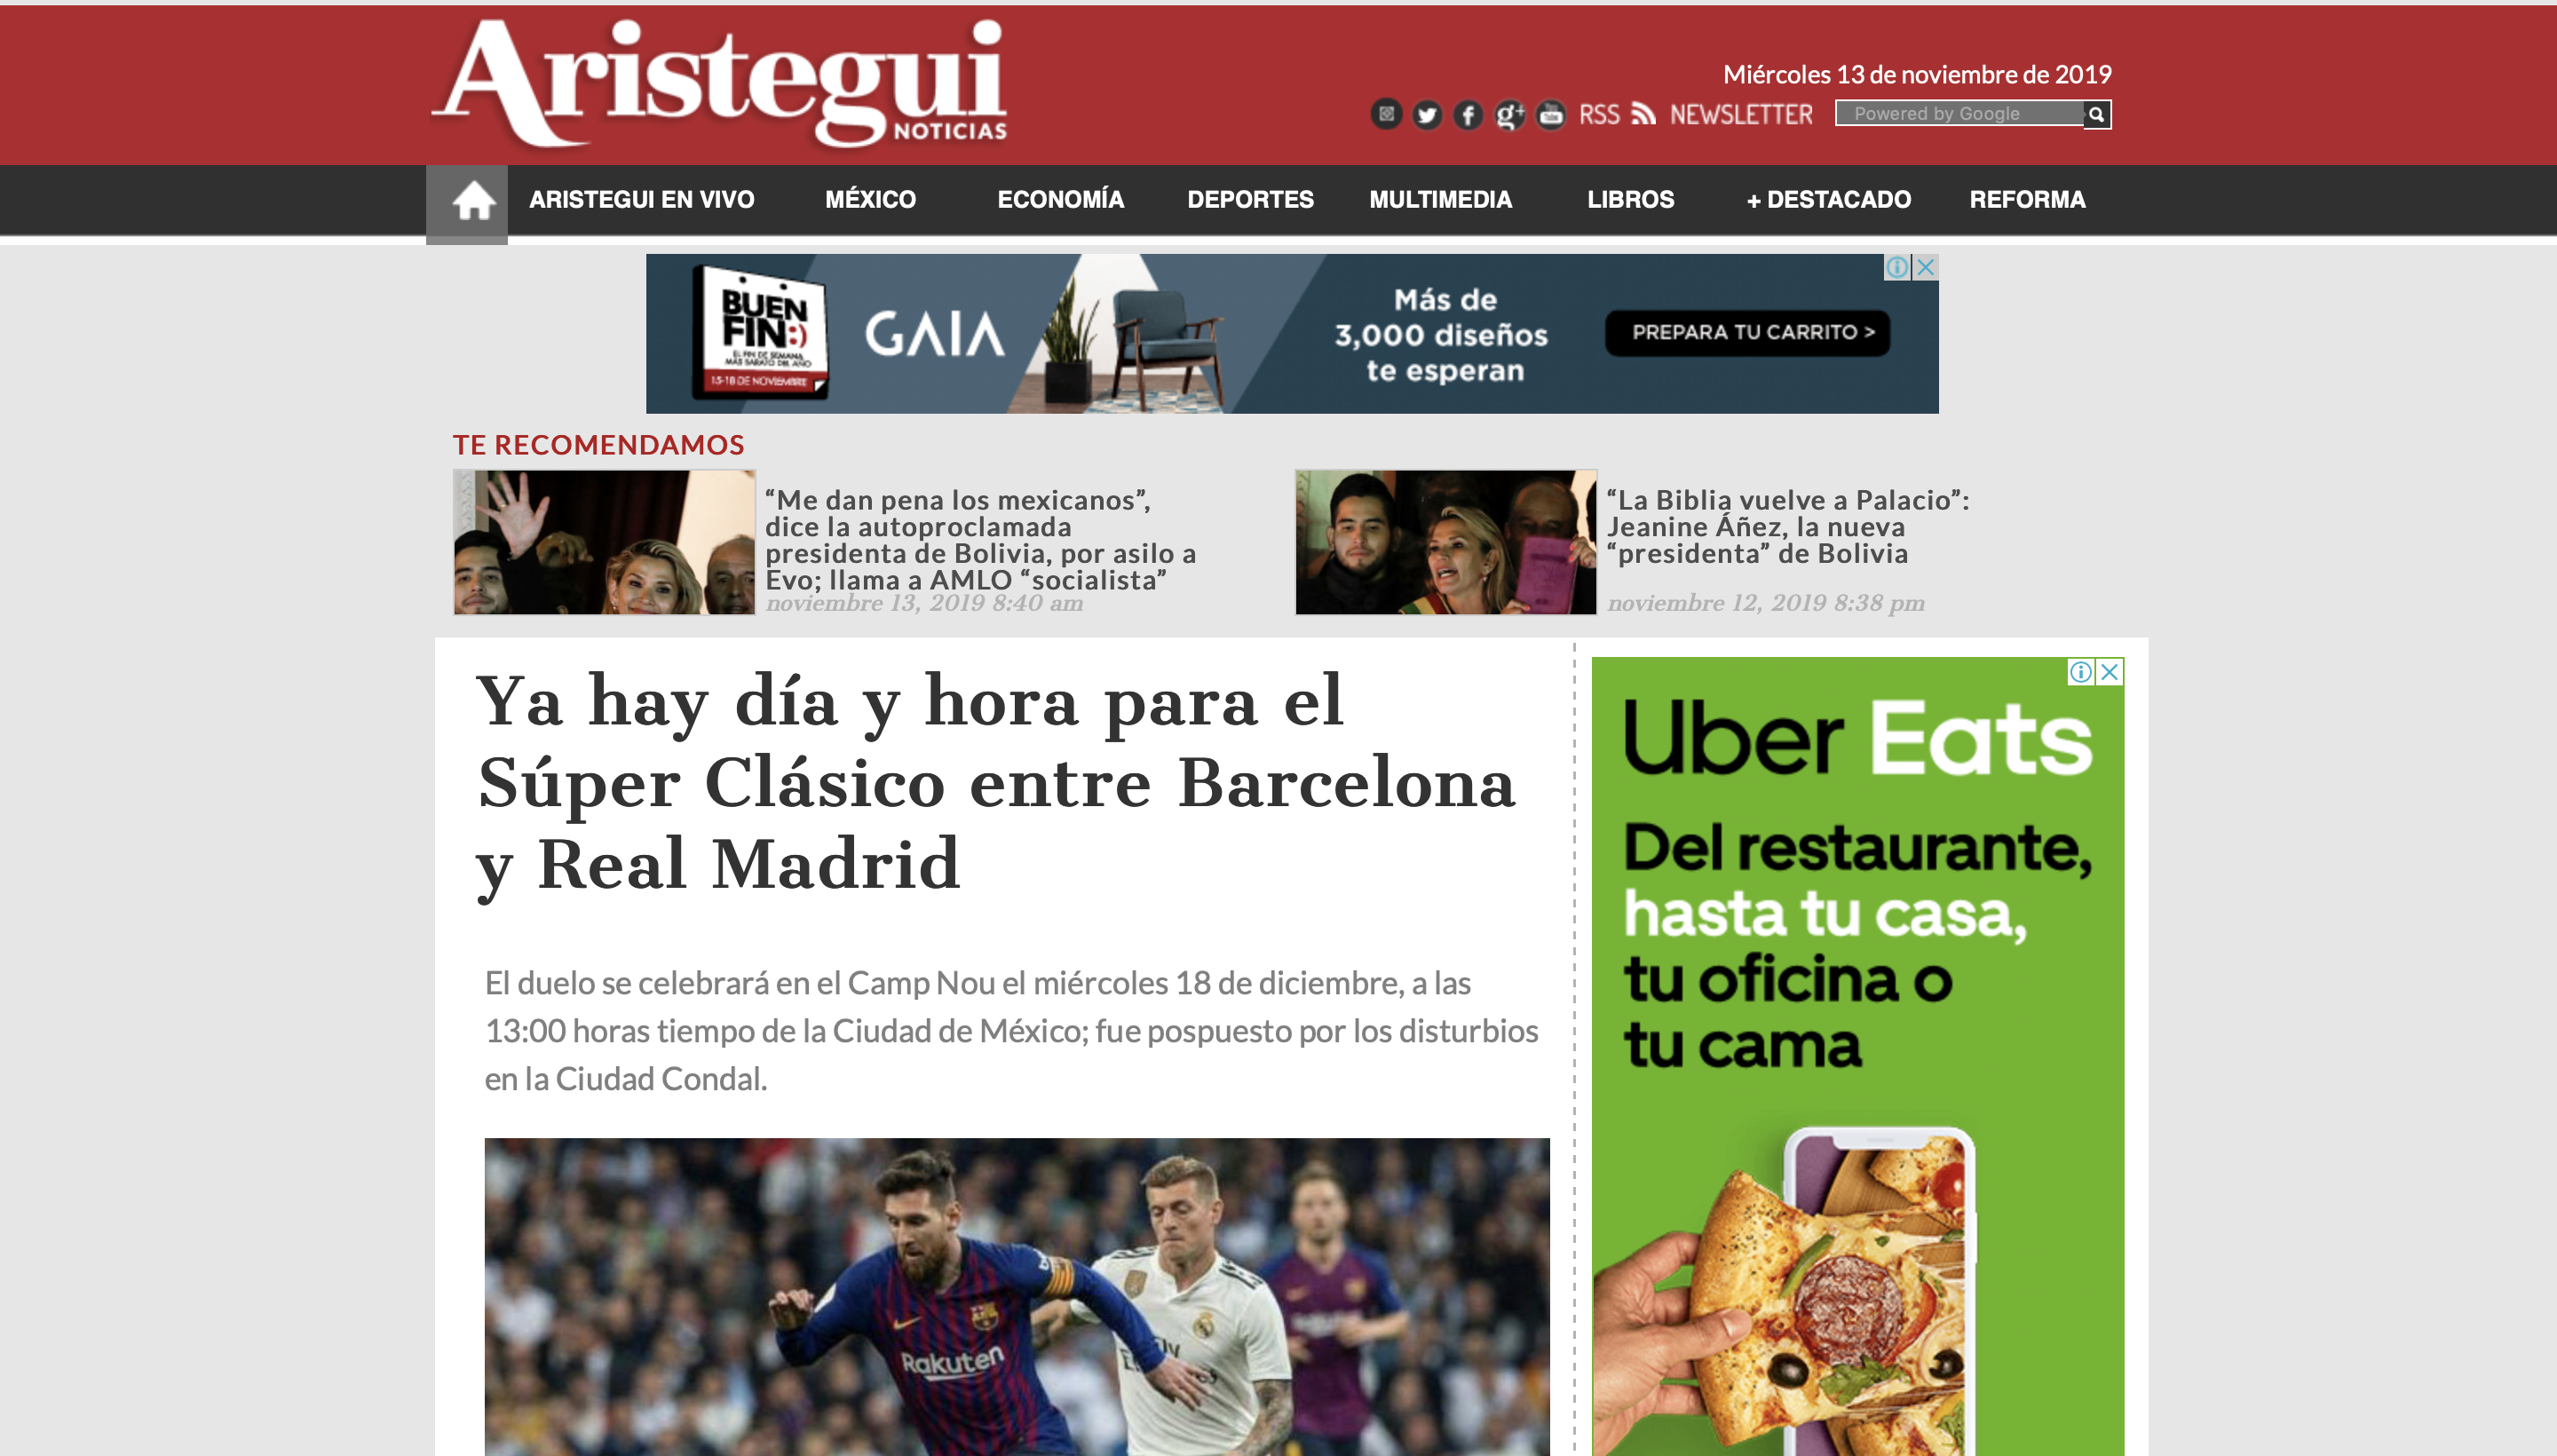 Aristegui
NOTICIAS
Miércoles 13 de noviembre de 2019
RSS NEWSLETTER Powered by Google
ARISTEGUI EN VIVO MÉXICO ECONOMÍA DEPORTES MULTIMEDIA LIBROS + DESTACADO REFORMA
BUEN
FIN:)
EL FIN DE SEMANA
MÁS BARATO DEL AÑO
15-18 DE NOVIEMBRE
GAIA
Más de
3,000 diseños
te esperan
PREPARA TU CARRITO >
TE RECOMENDAMOS
“Me dan pena los mexicanos”,
dice la autoproclamada
presidenta de Bolivia, por asilo a
Evo; llama a AMLO “socialista”
noviembre 13, 2019 8:40 am
“La Biblia vuelve a Palacio”:
Jeanine Áñez, la nueva
“presidenta” de Bolivia
noviembre 12, 2019 8:38 pm
Ya hay día y hora para el
Súper Clásico entre Barcelona
y Real Madrid
El duelo se celebrará en el Camp Nou el miércoles 18 de diciembre, a las
13:00 horas tiempo de la Ciudad de México; fue pospuesto por los disturbios
en la Ciudad Condal.
Rakuten
Uber Eats
Del restaurante,
hasta tu casa,
tu oficina o
tu cama